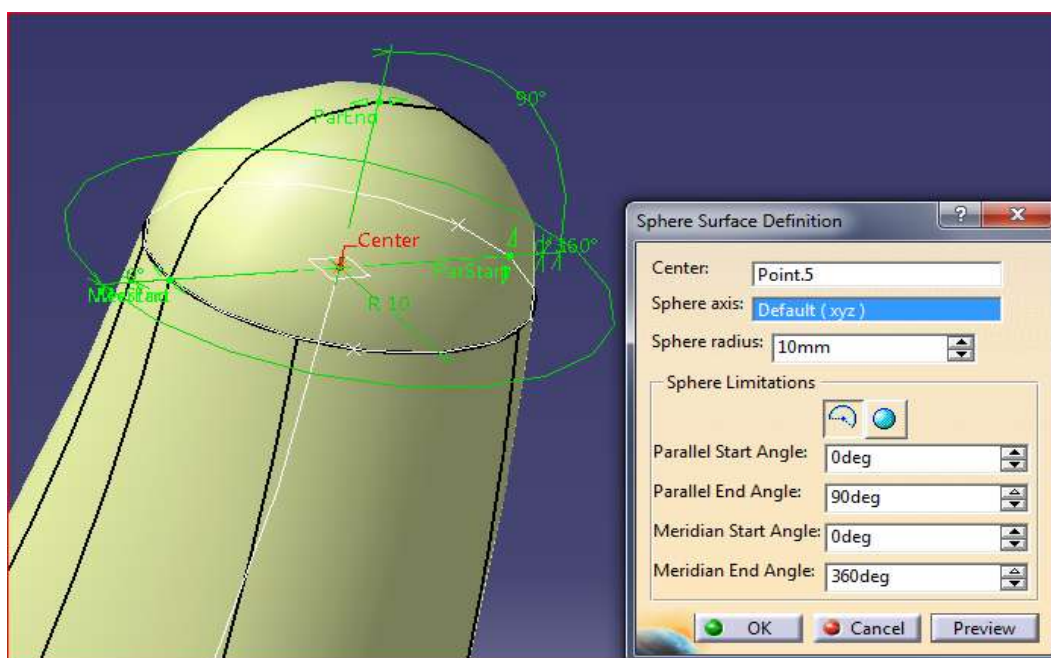 90°
ParEnd
Center
ParStart
R 10
Sphere Surface Definition
?
Center: Point.5
Sphere axis: Default ( xyz )
Sphere radius: 10mm
Sphere Limitations
Parallel Start Angle: 0deg
Parallel End Angle: 90deg
Meridian Start Angle: 0deg
Meridian End Angle: 360deg
OK Cancel Preview